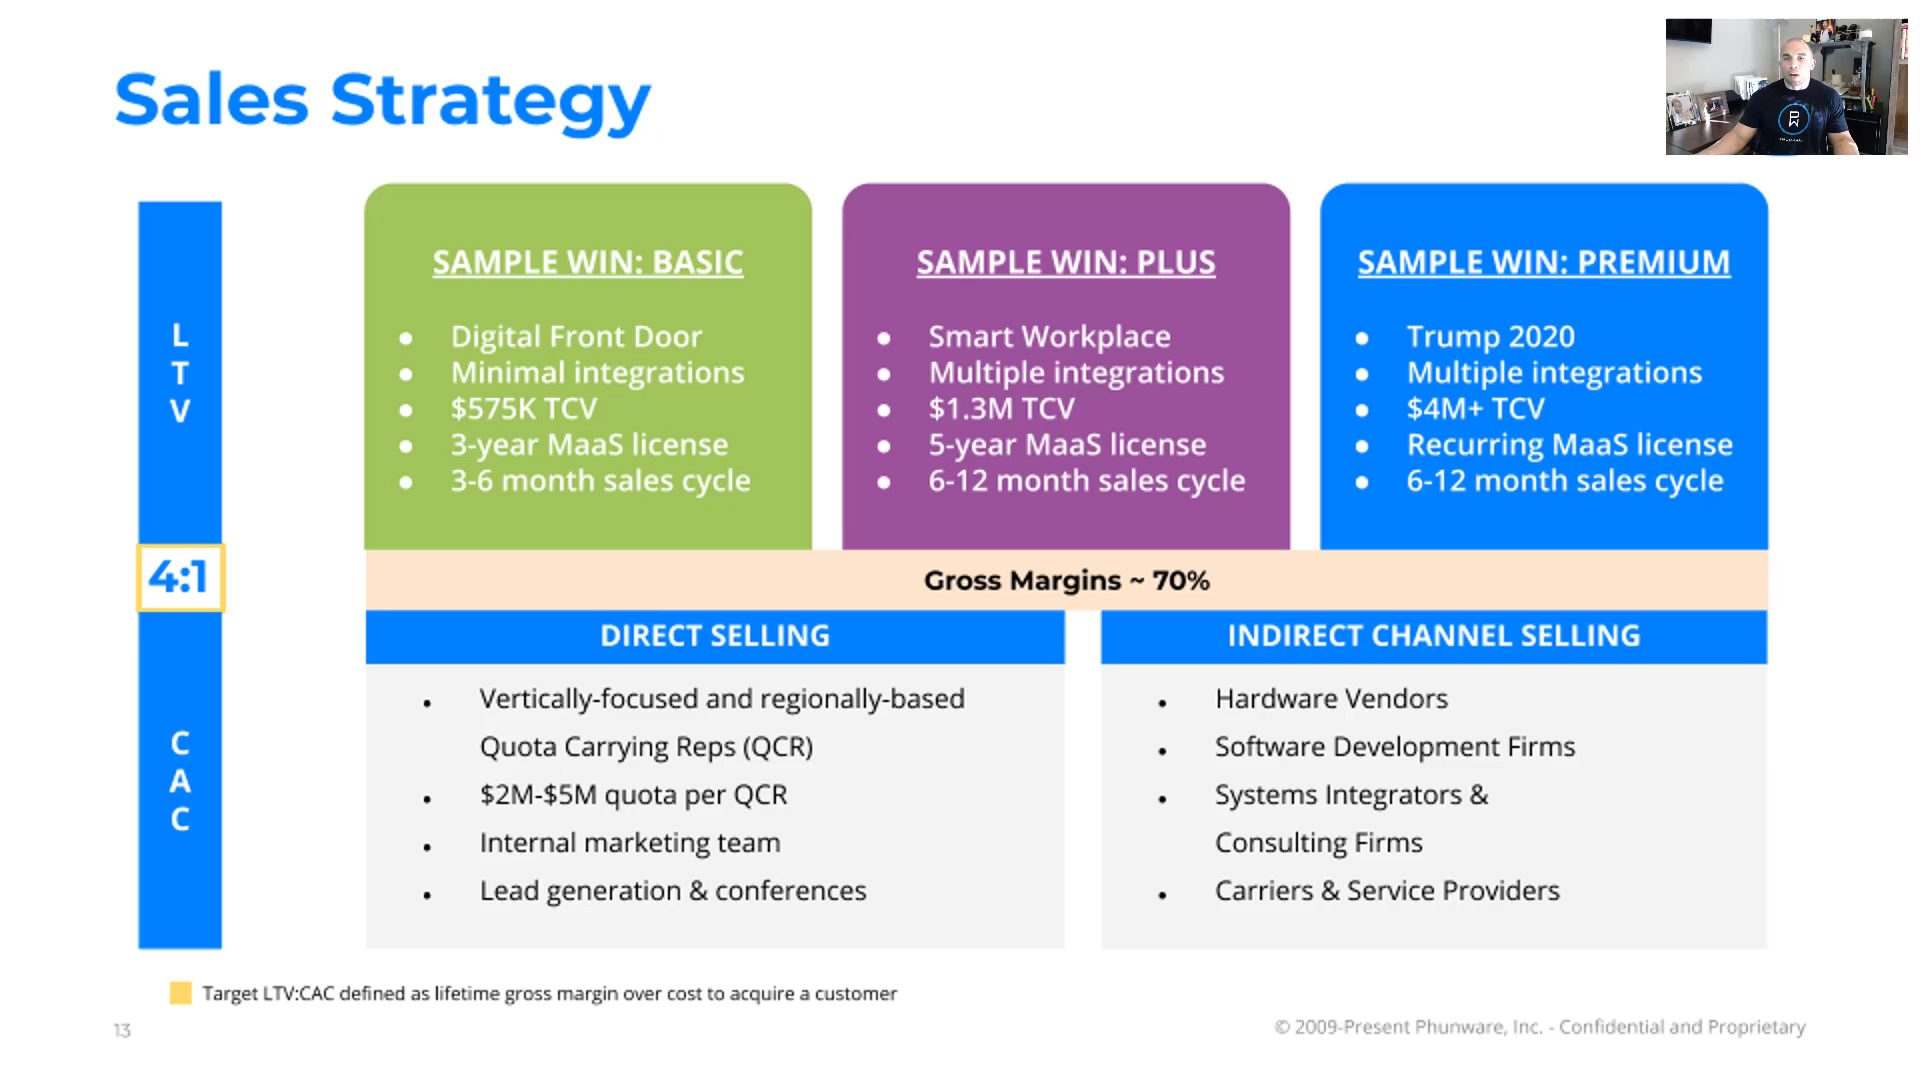 Sales Strategy
L
T
V
4:1
C
A
C
SAMPLE WIN: BASIC
• Digital Front Door
• Minimal integrations
• $575K TCV
• 3-year MaaS license
• 3-6 month sales cycle
SAMPLE WIN: PLUS
• Smart Workplace
• Multiple integrations
• $1.3M TCV
• 5-year MaaS license
• 6-12 month sales cycle
SAMPLE WIN: PREMIUM
• Trump 2020
• Multiple integrations
• $4M+ TCV
• Recurring MaaS license
• 6-12 month sales cycle
Gross Margins ~ 70%
DIRECT SELLING
• Vertically-focused and regionally-based
Quota Carrying Reps (QCR)
• $2M-$5M quota per QCR
• Internal marketing team
• Lead generation & conferences
INDIRECT CHANNEL SELLING
• Hardware Vendors
• Software Development Firms
• Systems Integrators &
Consulting Firms
• Carriers & Service Providers
Target LTV:CAC defined as lifetime gross margin over cost to acquire a customer
13
© 2009-Present Phunware, Inc. - Confidential and Proprietary